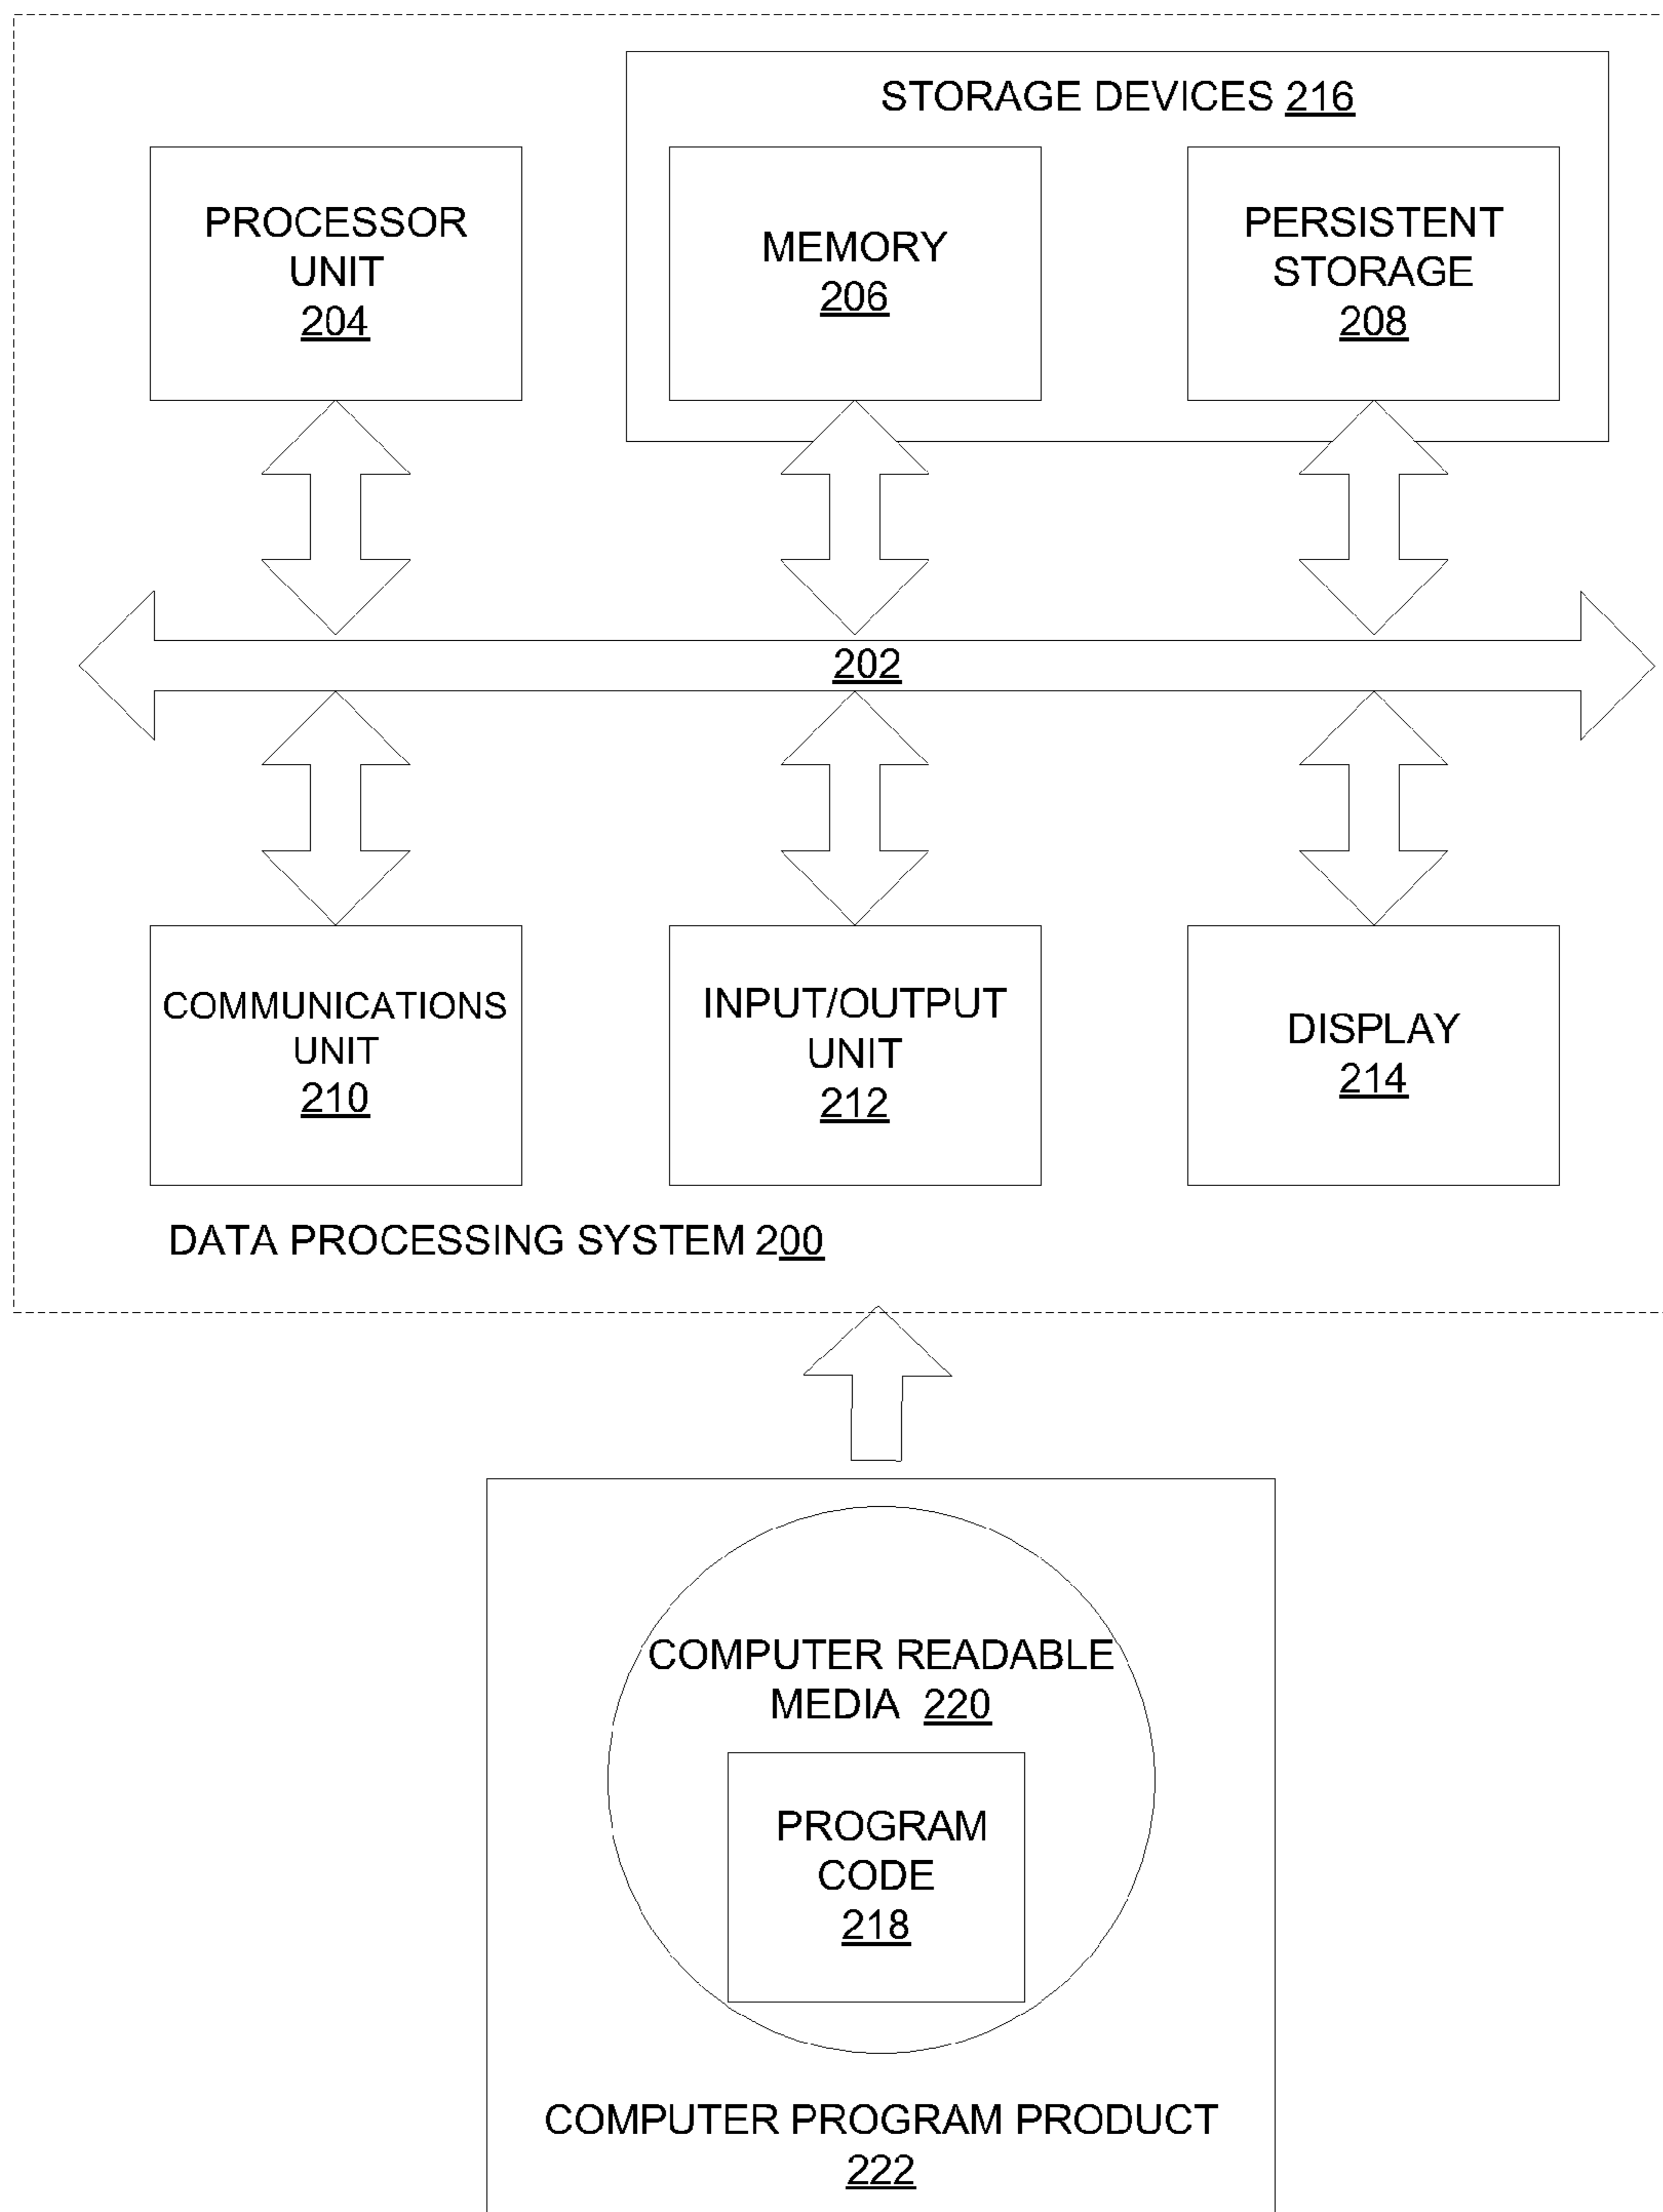 STORAGE DEVICES 216
PROCESSOR
UNIT
204
MEMORY
206
PERSISTENT
STORAGE
208
202
COMMUNICATIONS
UNIT
210
INPUT/OUTPUT
UNIT
212
DISPLAY
214
DATA PROCESSING SYSTEM 200
COMPUTER READABLE
MEDIA 220
PROGRAM
CODE
218
COMPUTER PROGRAM PRODUCT
222